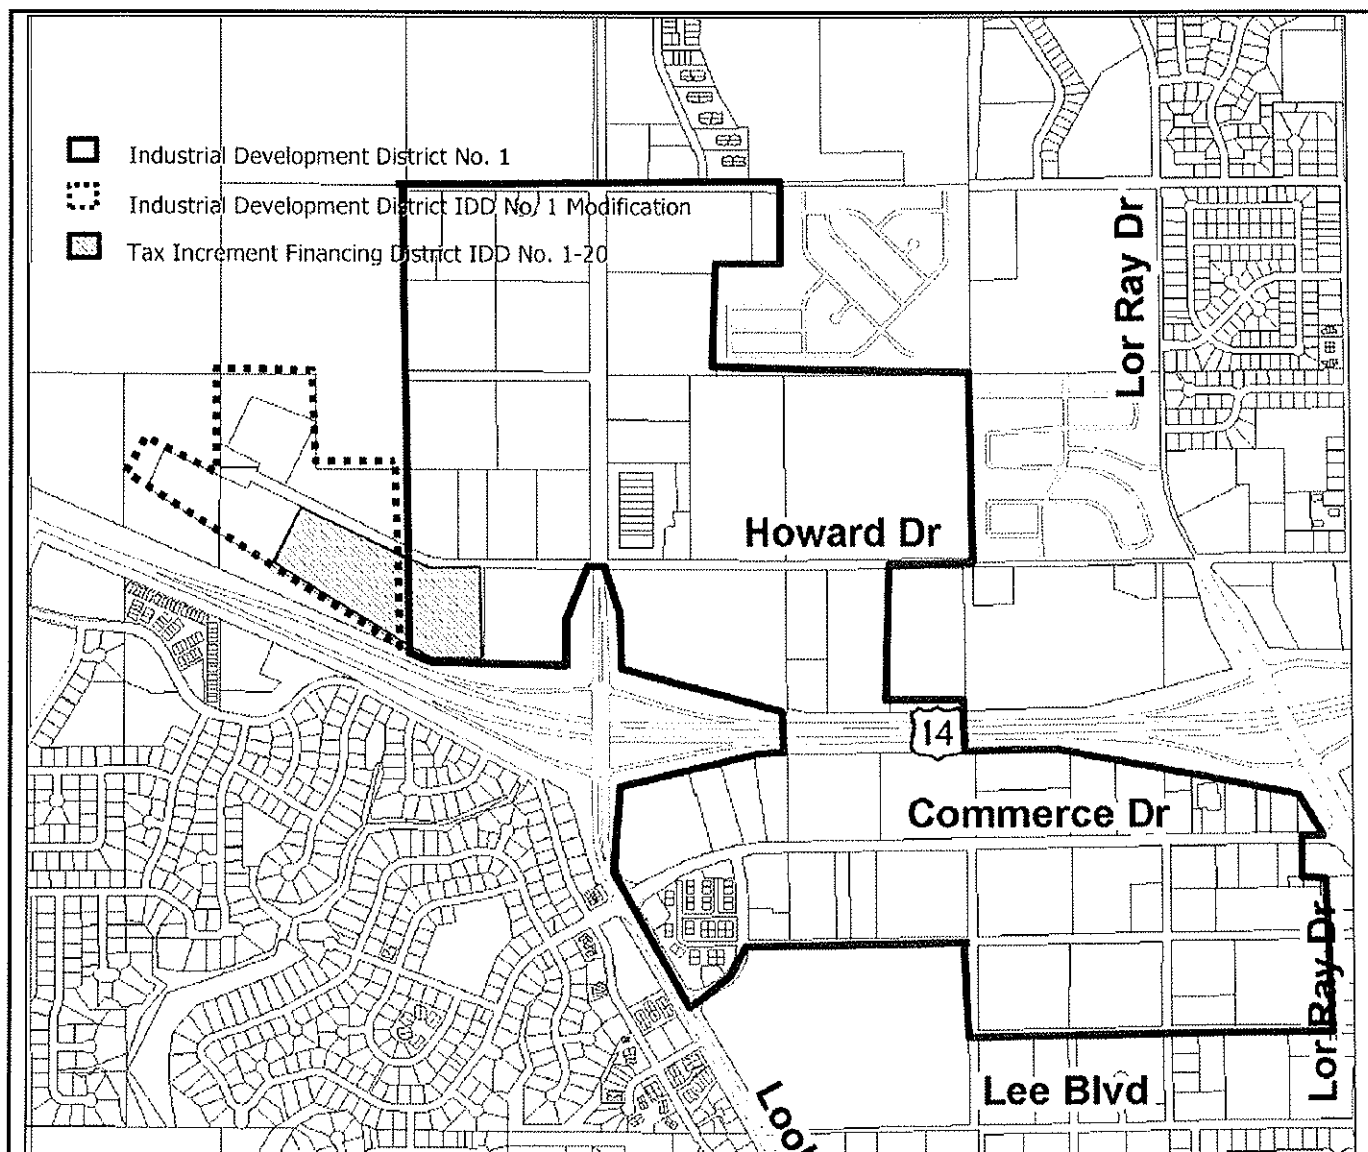 Industrial Development District No. 1
Industrial Development District IDD No. 1 Modification
Tax Increment Financing District IDD No. 1-20
Lor Ray Dr
Howard Dr
14
Commerce Dr
Lor Ray Dr
Lee Blvd